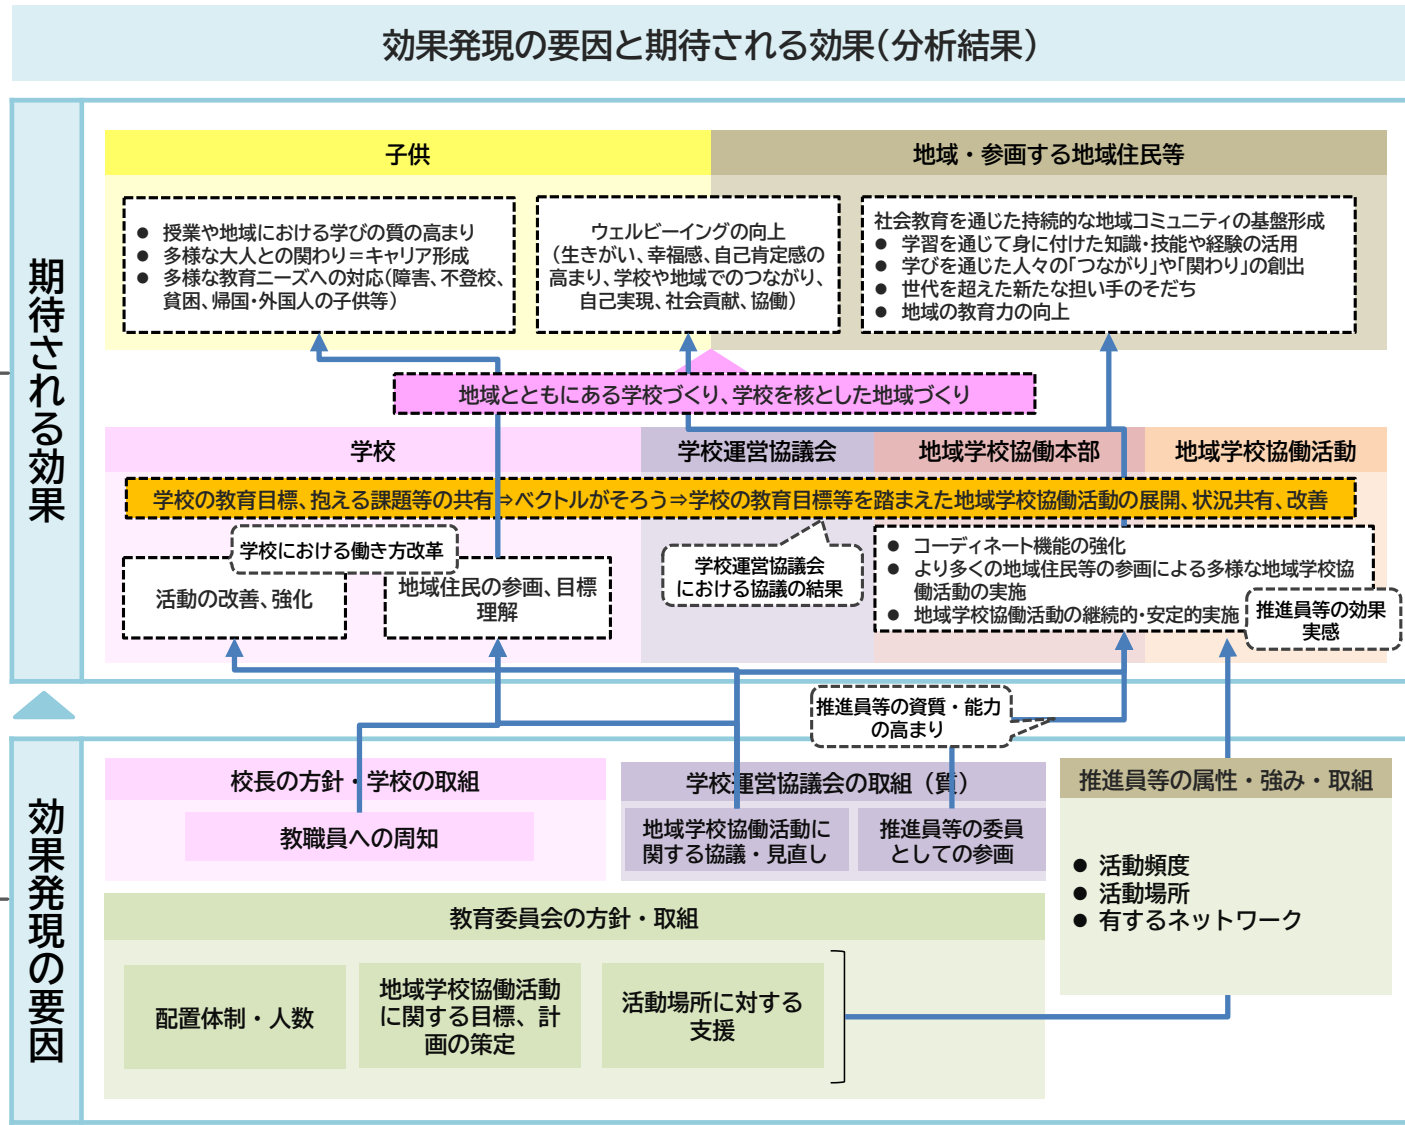 効果発現の要因と期待される効果(分析結果)
期待される効果
子供
地域・参画する地域住民等
● 授業や地域における学びの質の高まり
● 多様な大人との関わり=キャリア形成
● 多様な教育ニーズへの対応(障害、不登校、
貧困、帰国・外国人の子供等)
ウェルビーイングの向上
(生きがい、幸福感、自己肯定感の
高まり、学校や地域でのつながり、
自己実現、社会貢献、協働)
社会教育を通じた持続的な地域コミュニティの基盤形成
● 学習を通じて身に付けた知識・技能や経験の活用
● 学びを通じた人々の「つながり」や「関わり」の創出
● 世代を超えた新たな担い手のそだち
● 地域の教育力の向上
地域とともにある学校づくり、学校を核とした地域づくり
学校
学校運営協議会
地域学校協働本部
地域学校協働活動
学校の教育目標、抱える課題等の共有⇒ベクトルがそろう⇒学校の教育目標等を踏まえた地域学校協働活動の展開、状況共有、改善
学校における働き方改革
活動の改善、強化
地域住民の参画、目標
理解
学校運営協議会
における協議の結果
● コーディネート機能の強化
● より多くの地域住民等の参画による多様な地域学校協
働活動の実施
● 地域学校協働活動の継続的・安定的実施
推進員等の効果
実感
推進員等の資質・能力
の高まり
効果発現の要因
校長の方針・学校の取組
教職員への周知
学校運営協議会の取組(質)
地域学校協働活動に
関する協議・見直し
推進員等の委員
としての参画
推進員等の属性・強み・取組
● 活動頻度
● 活動場所
● 有するネットワーク
教育委員会の方針・取組
配置体制・人数
地域学校協働活動
に関する目標、計
画の策定
活動場所に対する
支援